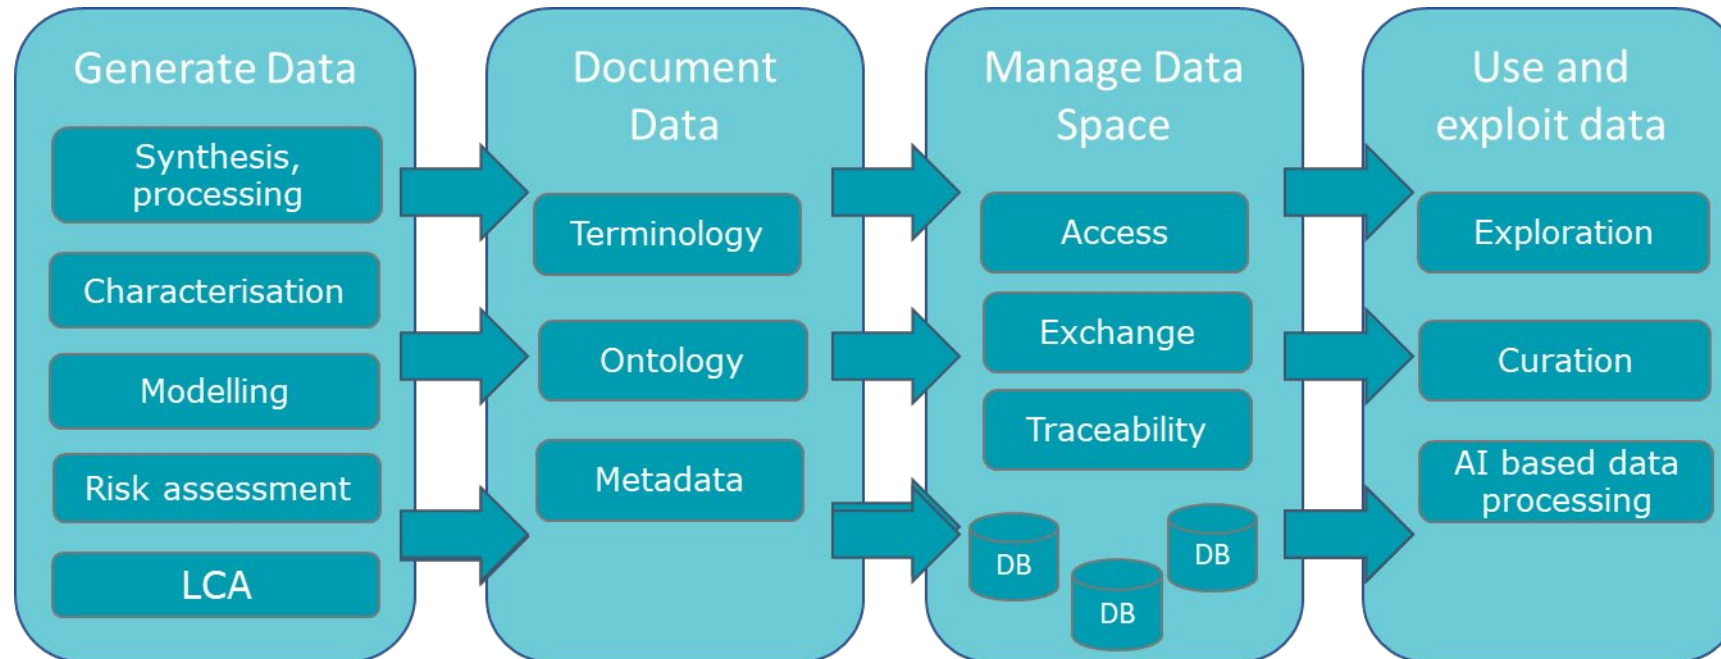 Generate Data
Synthesis,
processing
Characterisation
Modelling
Risk assessment
LCA
Document
Data
Terminology
Ontology
Metadata
Manage Data
Space
Access
Exchange
Traceability
DB
DB
DB
Use and
exploit data
Exploration
Curation
AI based data
processing